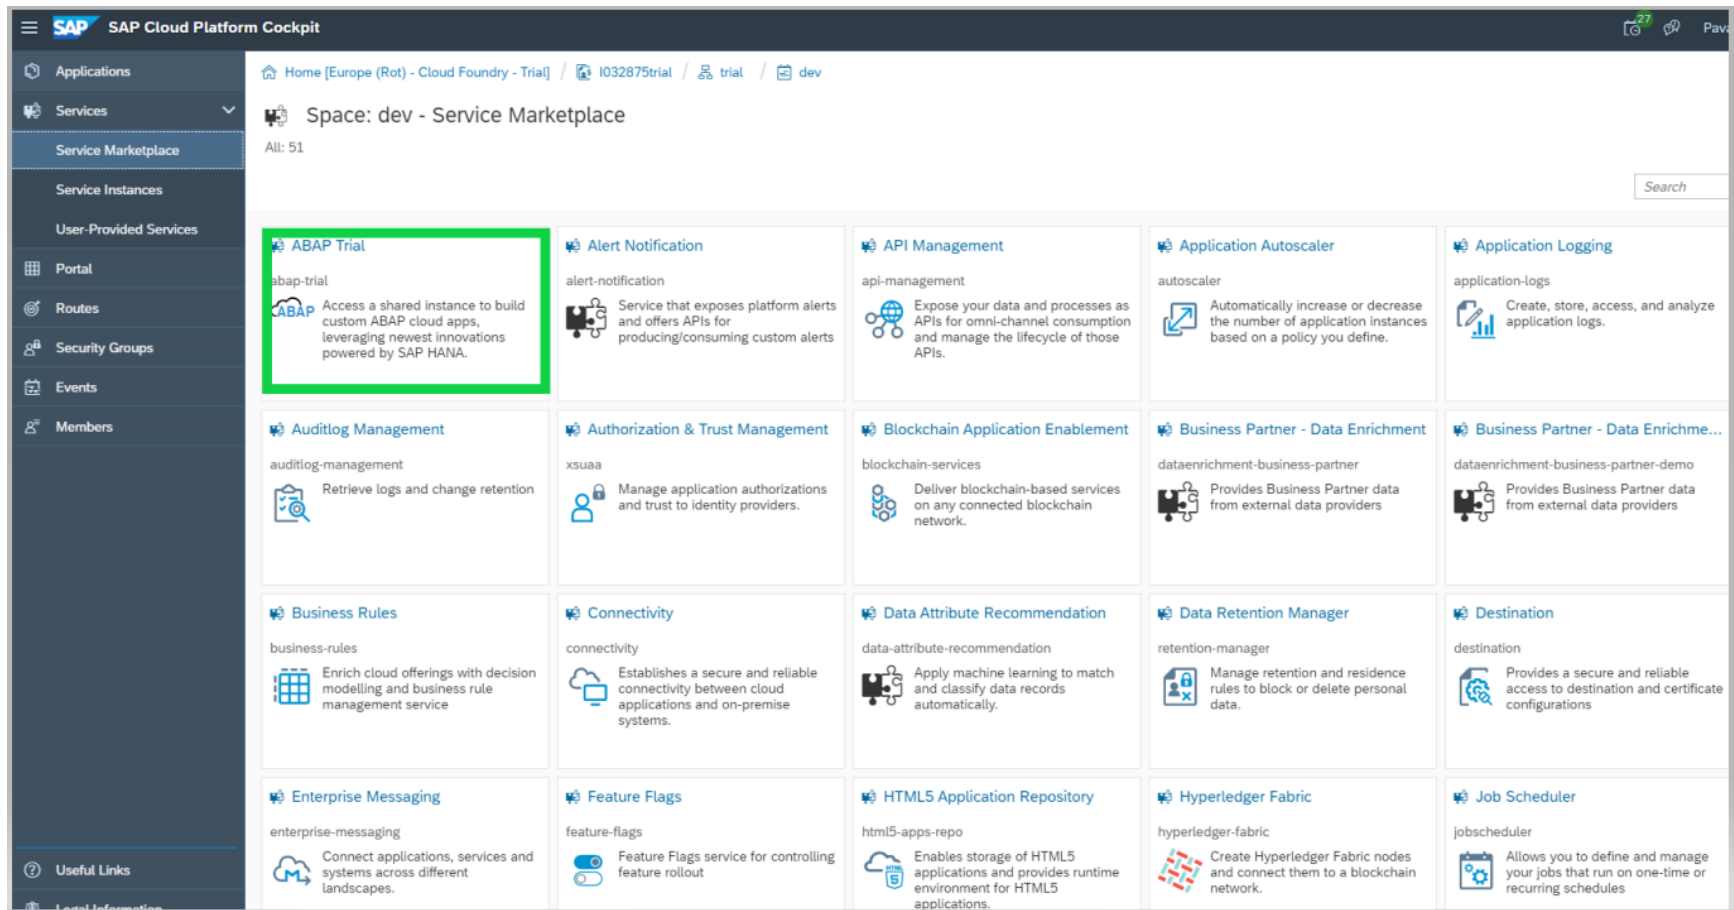 SAP SAP Cloud Platform Cockpit
27
Applications
Services
Service Marketplace
Service Instances
User-Provided Services
Portal
Routes
Security Groups
Events
Members
Useful Links
Legal Information
Home [Europe (Rot) - Cloud Foundry - Trial] / I032875trial / trial / dev
Space: dev - Service Marketplace
All: 51
Search
ABAP Trial
abap-trial
ABAP
Access a shared instance to build
custom ABAP cloud apps,
leveraging newest innovations
powered by SAP HANA.
Alert Notification
alert-notification
Service that exposes platform alerts
and offers APIs for
producing/consuming custom alerts
API Management
api-management
Expose your data and processes as
APIs for omni-channel consumption
and manage the lifecycle of those
APIs.
Application Autoscaler
autoscaler
Automatically increase or decrease
the number of application instances
based on a policy you define.
Application Logging
application-logs
Create, store, access, and analyze
application logs.
Auditlog Management
auditlog-management
Retrieve logs and change retention
Authorization & Trust Management
xsuaa
Manage application authorizations
and trust to identity providers.
Blockchain Application Enablement
blockchain-services
Deliver blockchain-based services
on any connected blockchain
network.
Business Partner - Data Enrichment
dataenrichment-business-partner
Provides Business Partner data
from external data providers
Business Partner - Data Enrichme...
dataenrichment-business-partner-demo
Provides Business Partner data
from external data providers
Business Rules
business-rules
Enrich cloud offerings with decision
modelling and business rule
management service
Connectivity
connectivity
Establishes a secure and reliable
connectivity between cloud
applications and on-premise
systems.
Data Attribute Recommendation
data-attribute-recommendation
Apply machine learning to match
and classify data records
automatically.
Data Retention Manager
retention-manager
Manage retention and residence
rules to block or delete personal
data.
Destination
destination
Provides a secure and reliable
access to destination and certificate
configurations
Enterprise Messaging
enterprise-messaging
Connect applications, services and
systems across different
landscapes.
Feature Flags
feature-flags
Feature Flags service for controlling
feature rollout
HTML5 Application Repository
html5-apps-repo
Enables storage of HTML5
applications and provides runtime
environment for HTML5
applications.
Hyperledger Fabric
hyperledger-fabric
Create Hyperledger Fabric nodes
and connect them to a blockchain
network.
Job Scheduler
jobscheduler
Allows you to define and manage
your jobs that run on one-time or
recurring schedules